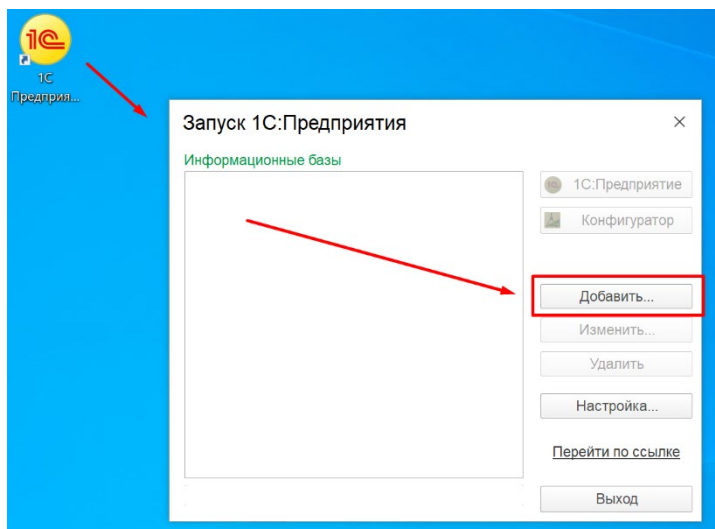 1С
1С
Предприя...
Запуск 1С:Предприятия
Информационные базы
1С:Предприятие
Конфигуратор
Добавить...
Изменить...
Удалить
Настройка...
Перейти по ссылке
Выход